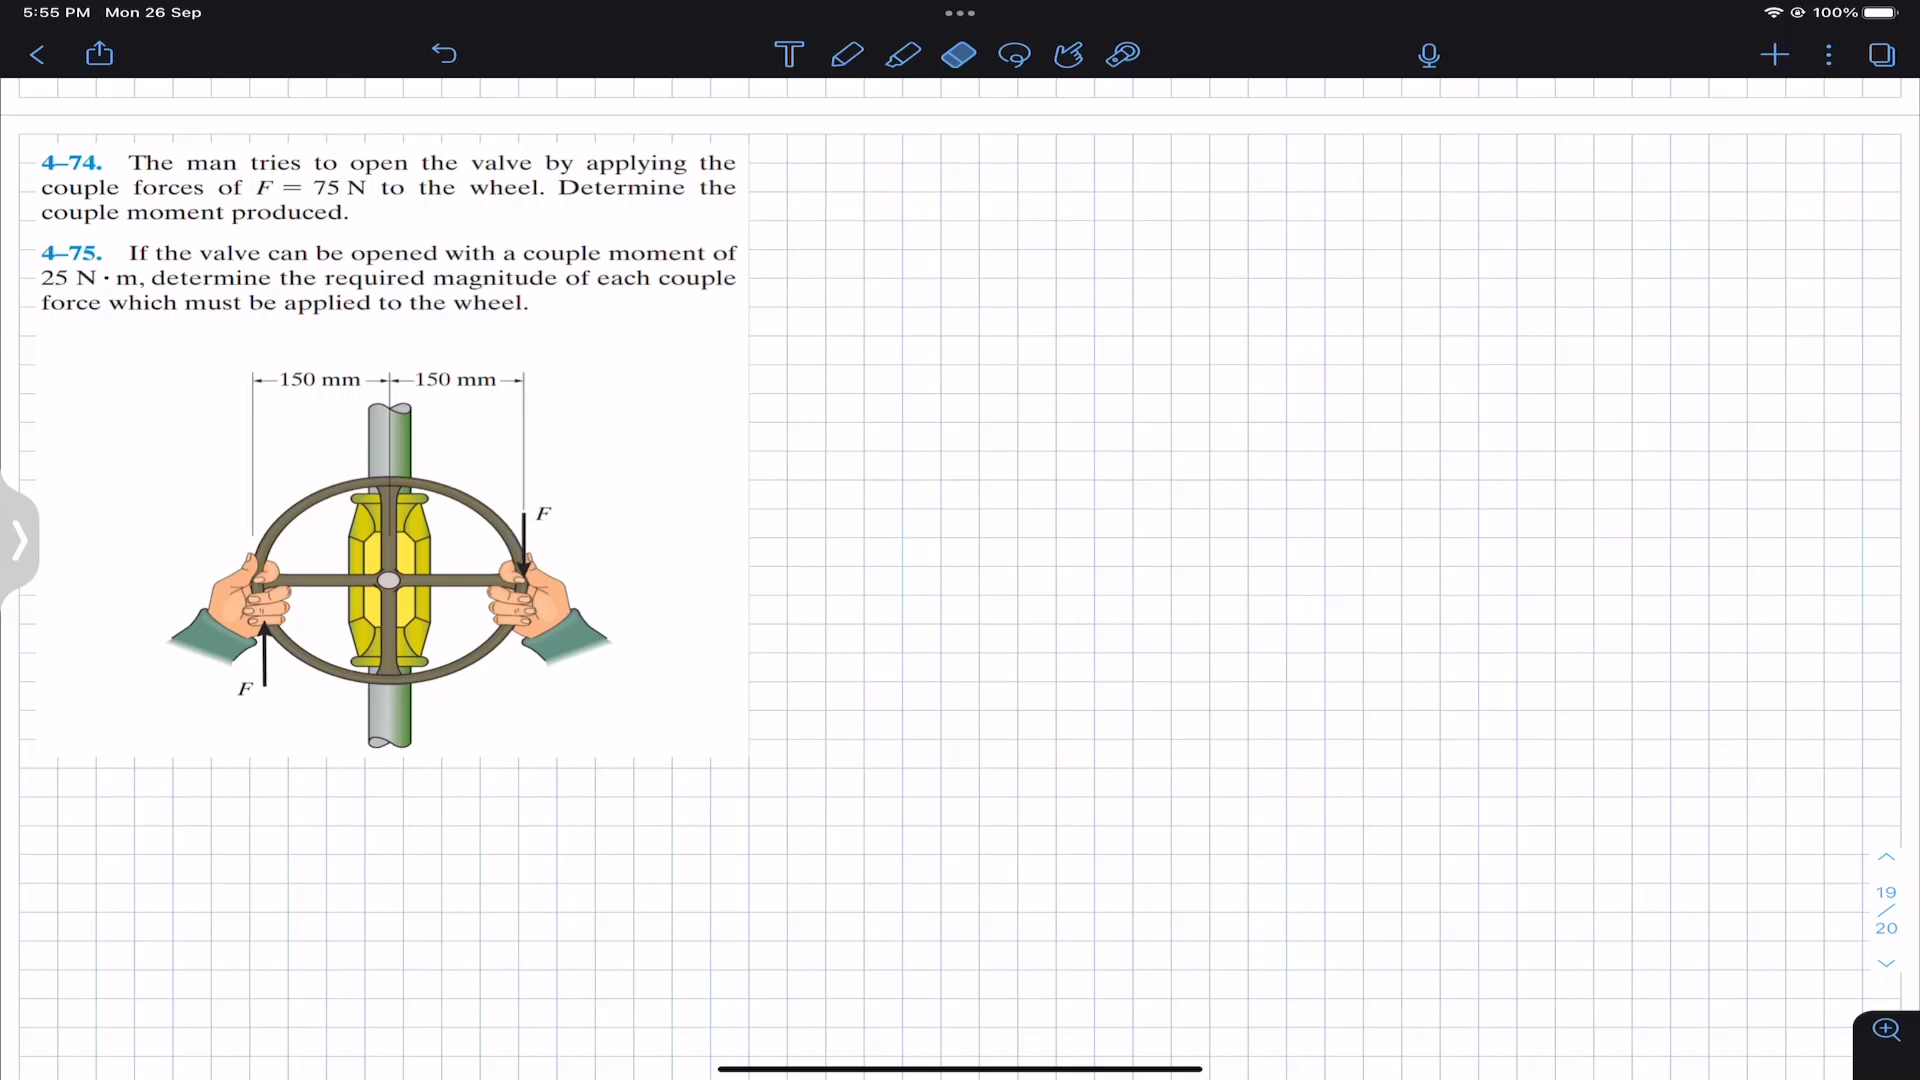 5:55 PM Mon 26 Sep
100%
4–74. The man tries to open the valve by applying the
couple forces of F = 75 N to the wheel. Determine the
couple moment produced.
4–75. If the valve can be opened with a couple moment of
25 N · m, determine the required magnitude of each couple
force which must be applied to the wheel.
150 mm 150 mm
F
F
19
20